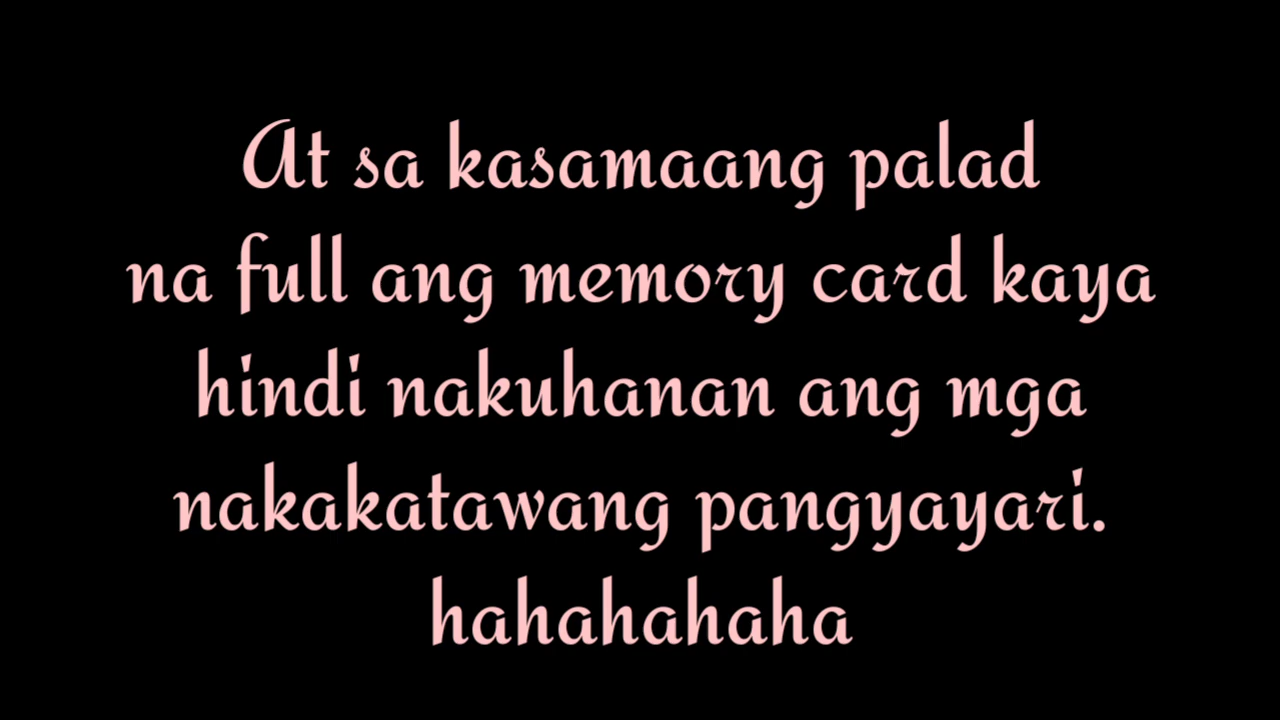 At sa kasamaang palad
na full ang memory card kaya
hindi nakuhanan ang mga
nakakatawang pangyayari.
hahahahaha